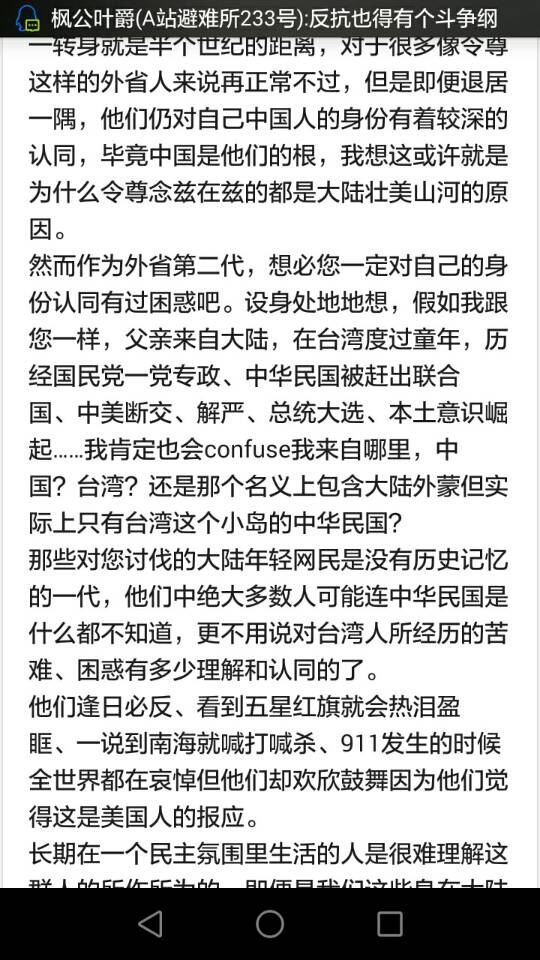 枫公叶爵(A站避难所233号):反抗也得有个斗争纲
一转身就是半个世纪的距离，对于很多像令尊
这样的外省人来说再正常不过，但是即便退居
一隅，他们仍对自己中国人的身份有着较深的
认同，毕竟中国是他们的根，我想这或许就是
为什么令尊念兹在兹的都是大陆壮美山河的原
因。
然而作为外省第二代，想必您一定对自己的身
份认同有过困惑吧。设身处地地想，假如我跟
您一样，父亲来自大陆，在台湾度过童年，历
经国民党一党专政、中华民国被赶出联合
国、中美断交、解严、总统大选、本土意识崛
起……我肯定也会confuse我来自哪里，中
国？台湾？还是那个名义上包含大陆外蒙但实
际上只有台湾这个小岛的中华民国？
那些对您讨伐的大陆年轻网民是没有历史记忆
的一代，他们中绝大多数人可能连中华民国是
什么都不知道，更不用说对台湾人所经历的苦
难、困惑有多少理解和认同的了。
他们逢日必反、看到五星红旗就会热泪盈
眶、一说到南海就喊打喊杀、911发生的时候
全世界都在哀悼但他们却欢欣鼓舞因为他们觉
得这是美国人的报应。
长期在一个民主氛围里生活的人是很难理解这
群人的所作所为的，即便是我们这些身在大陆